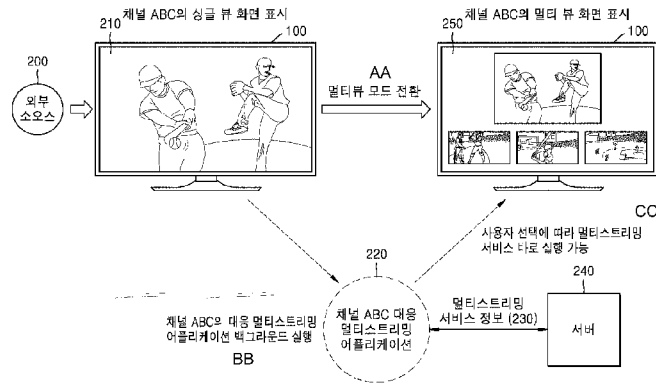 채널 ABC의 싱글 뷰 화면 표시
채널 ABC의 멀티 뷰 화면 표시
210
100
250
100
200
외부
소오스
AA
멀티뷰 모드 전환
CC
사용자 선택에 따라 멀티스트리밍
서비스 바로 실행 가능
220
240
채널 ABC의 대응 멀티스트리밍
어플리케이션 백그라운드 실행
BB
채널 ABC 대응
멀티스트리밍
어플리케이션
멀티스트리밍
서비스 정보 (230)
서버